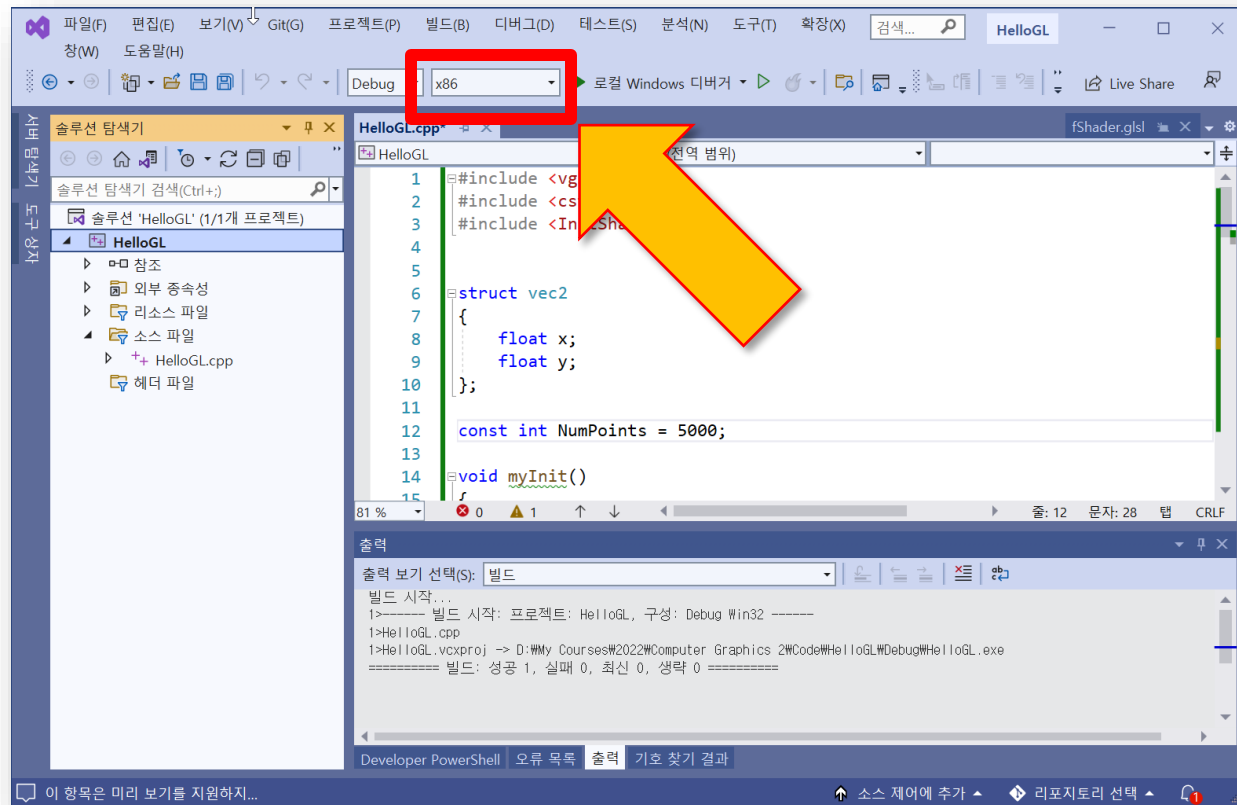 파일(F) 편집(E) 보기(V) Git(G) 프로젝트(P) 빌드(B) 디버그(D) 테스트(S) 분석(N) 도구(T) 확장(X) 검색... HelloGL
창(W) 도움말(H)
Debug x86 로컬 Windows 디버거 Live Share
서버 탐색기
도구 상자
솔루션 탐색기
솔루션 탐색기 검색(Ctrl+;)
솔루션 'HelloGL' (1/1개 프로젝트)
HelloGL
참조
외부 종속성
리소스 파일
소스 파일
HelloGL.cpp
헤더 파일
HelloGL.cpp* fShader.glsl
HelloGL 전역 범위)
1 #include <vg
2 #include <cs
3 #include <In
4
5
6 struct vec2
7 {
8 float x;
9 float y;
10 };
11
12 const int NumPoints = 5000;
13
14 void myInit()
15 {
81 % 0 1 줄: 12 문자: 28 탭 CRLF
출력
출력 보기 선택(S): 빌드
빌드 시작...
1>------ 빌드 시작: 프로젝트: HelloGL, 구성: Debug Win32 ------
1>HelloGL.cpp
1>HelloGL.vcxproj -> D:₩My Courses₩2022₩Computer Graphics 2₩Code₩HelloGL₩Debug₩HelloGL.exe
========== 빌드: 성공 1, 실패 0, 최신 0, 생략 0 ==========
Developer PowerShell 오류 목록 출력 기호 찾기 결과
이 항목은 미리 보기를 지원하지... 소스 제어에 추가 리포지토리 선택 1